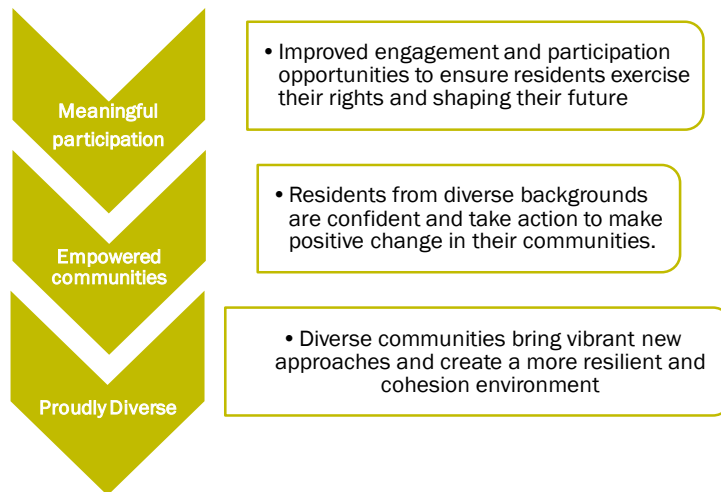 Meaningful
participation
• Improved engagement and participation
opportunities to ensure residents exercise
their rights and shaping their future
Empowered
communities
• Residents from diverse backgrounds
are confident and take action to make
positive change in their communities.
Proudly Diverse
• Diverse communities bring vibrant new
approaches and create a more resilient and
cohesion environment